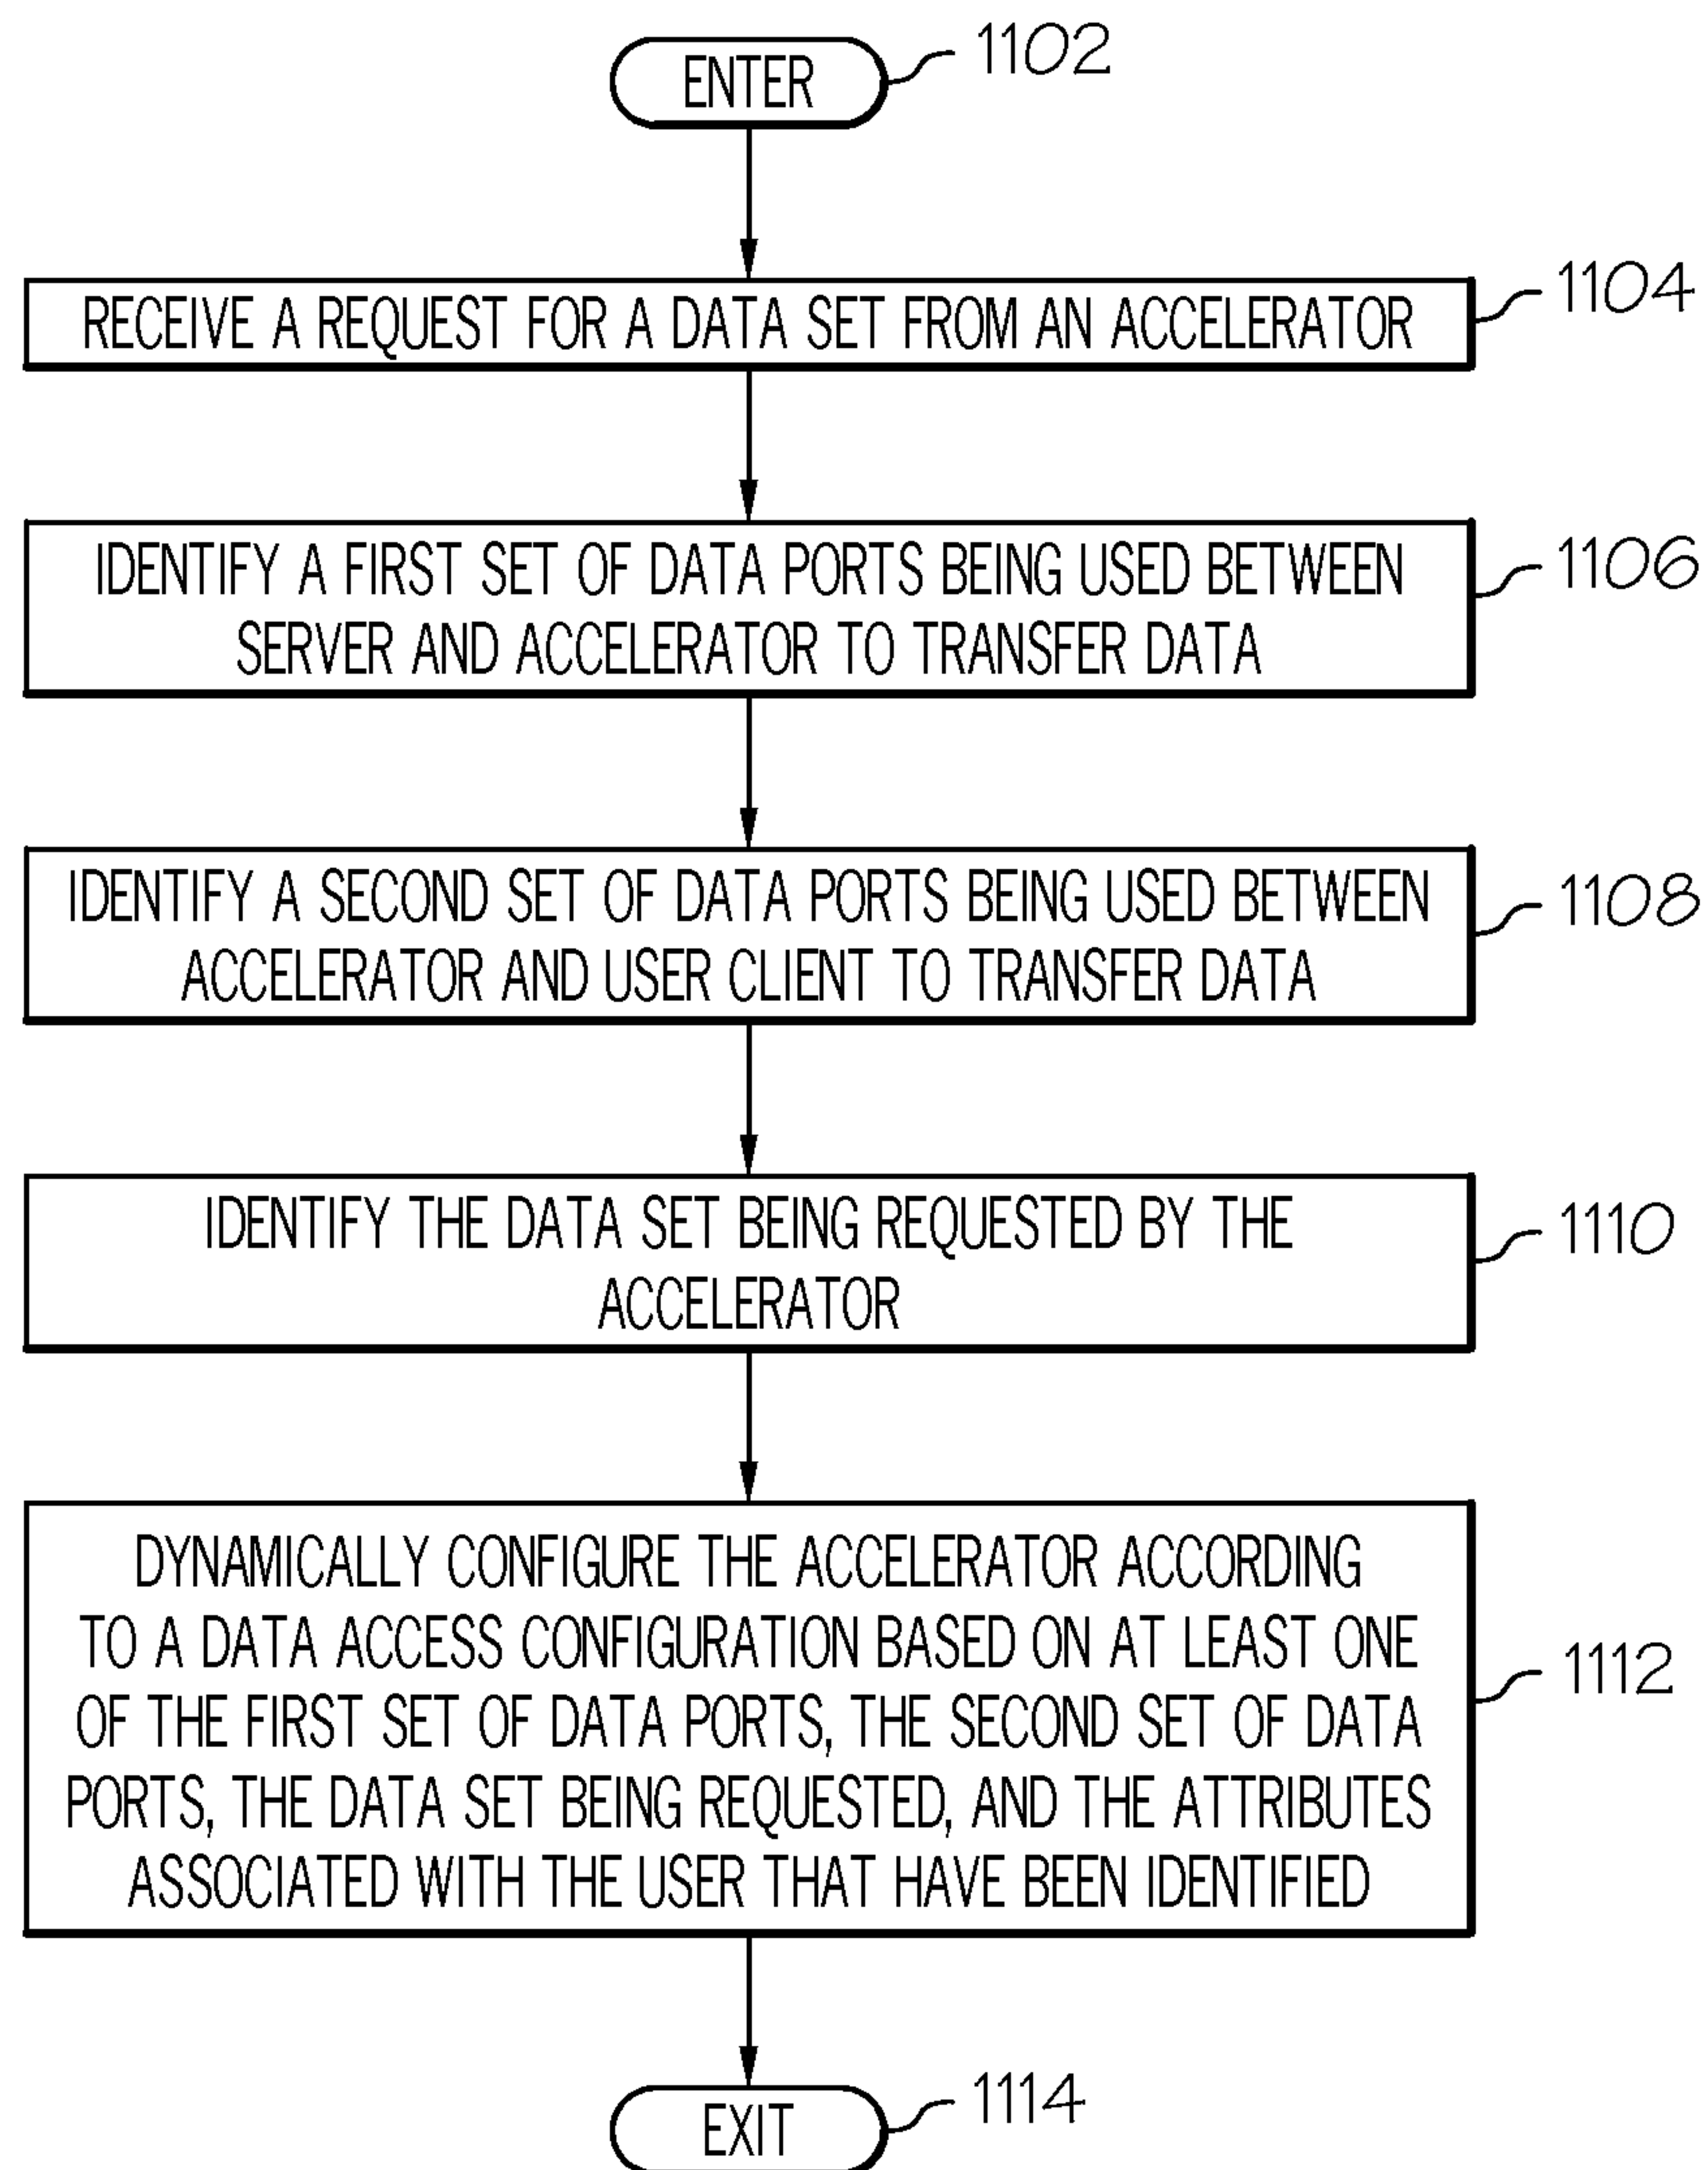 ENTER
1102
RECEIVE A REQUEST FOR A DATA SET FROM AN ACCELERATOR
1104
IDENTIFY A FIRST SET OF DATA PORTS BEING USED BETWEEN
SERVER AND ACCELERATOR TO TRANSFER DATA
1106
IDENTIFY A SECOND SET OF DATA PORTS BEING USED BETWEEN
ACCELERATOR AND USER CLIENT TO TRANSFER DATA
1108
IDENTIFY THE DATA SET BEING REQUESTED BY THE
ACCELERATOR
1110
DYNAMICALLY CONFIGURE THE ACCELERATOR ACCORDING
TO A DATA ACCESS CONFIGURATION BASED ON AT LEAST ONE
OF THE FIRST SET OF DATA PORTS, THE SECOND SET OF DATA
PORTS, THE DATA SET BEING REQUESTED, AND THE ATTRIBUTES
ASSOCIATED WITH THE USER THAT HAVE BEEN IDENTIFIED
1112
EXIT
1114